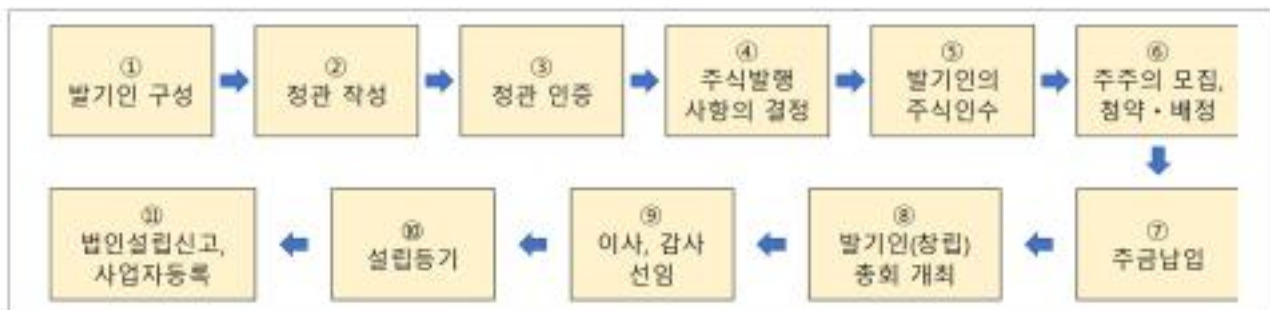 ①
발기인 구성
②
정관 작성
③
정관 인증
④
주식발행
사항의 결정
⑤
발기인의
주식인수
⑥
주주의 모집,
청약・배정
⑦
주금납입
⑧
발기인(창립)
총회 개최
⑨
이사, 감사
선임
⑩
설립등기
⑪
법인설립신고,
사업자등록